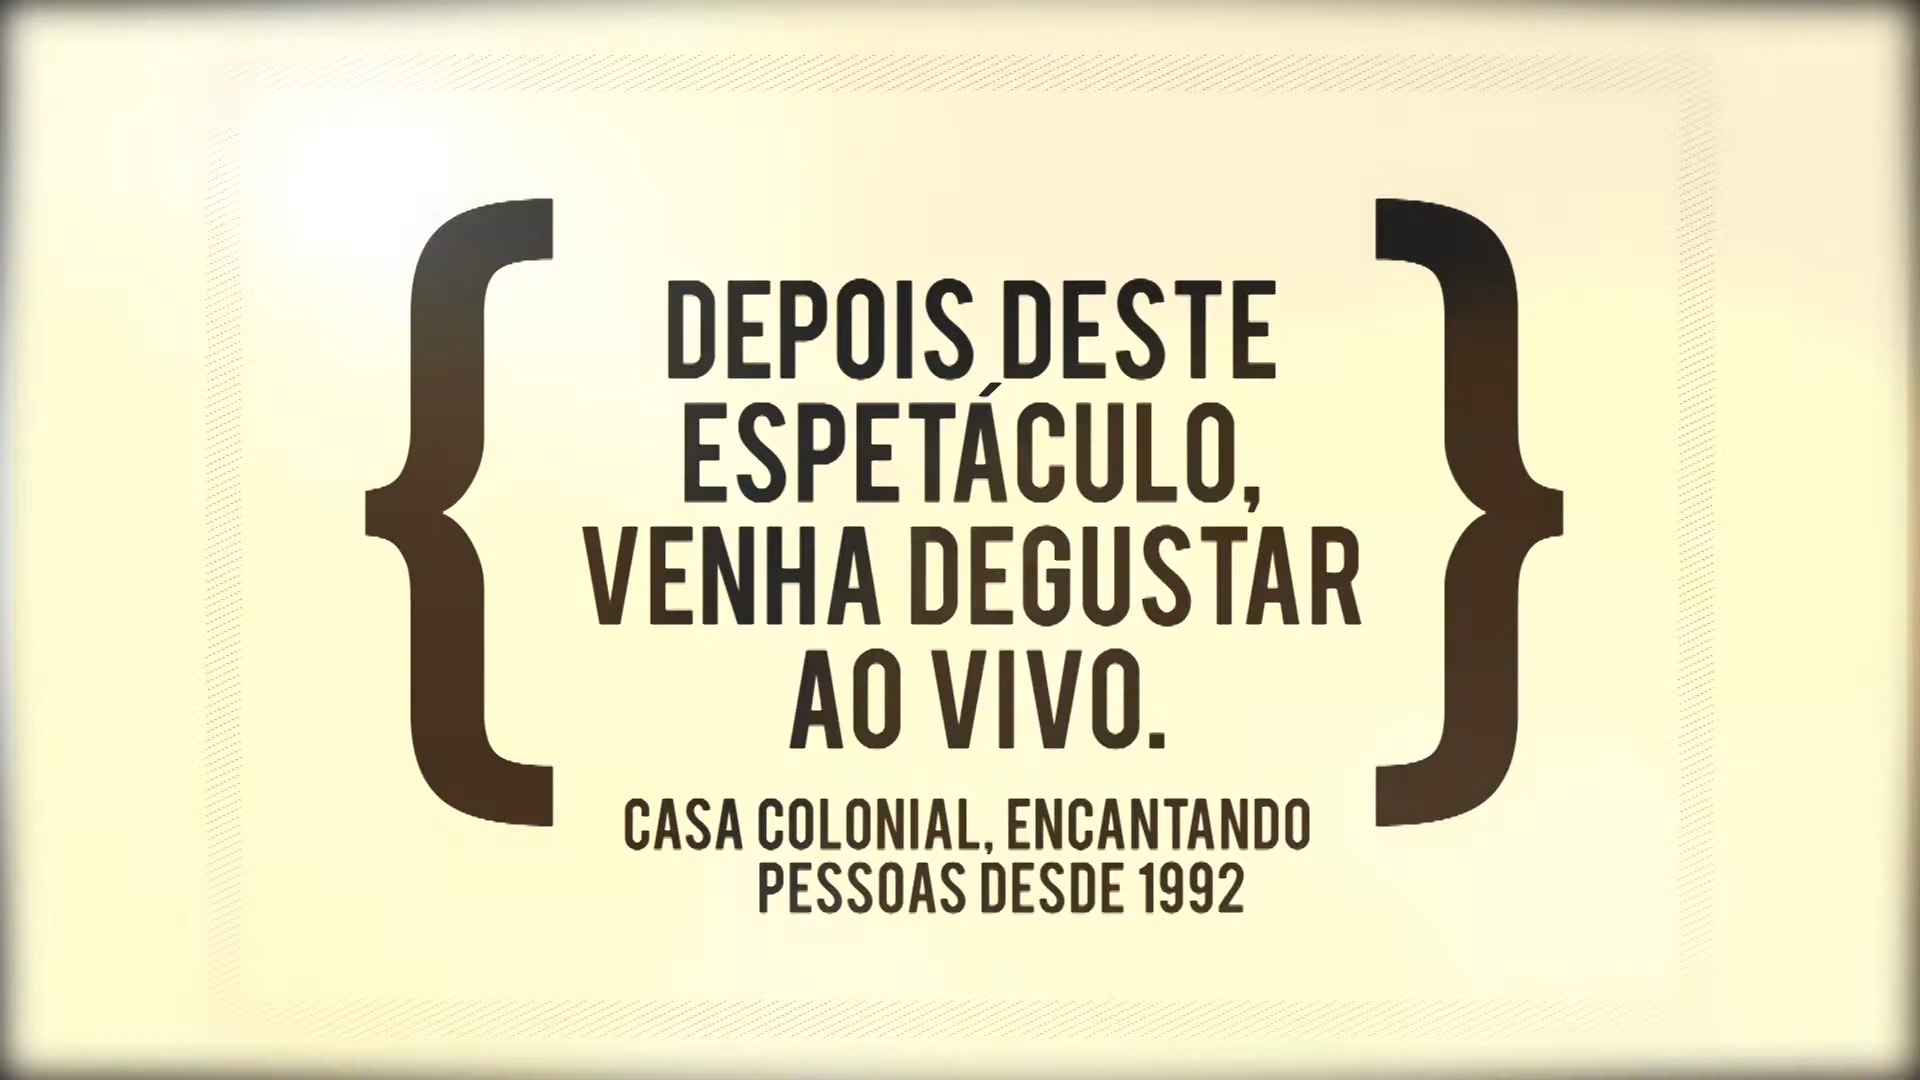 DEPOIS DESTE
ESPETÁCULO,
VENHA DEGUSTAR
AO VIVO.
CASA COLONIAL, ENCANTANDO
PESSOAS DESDE 1992